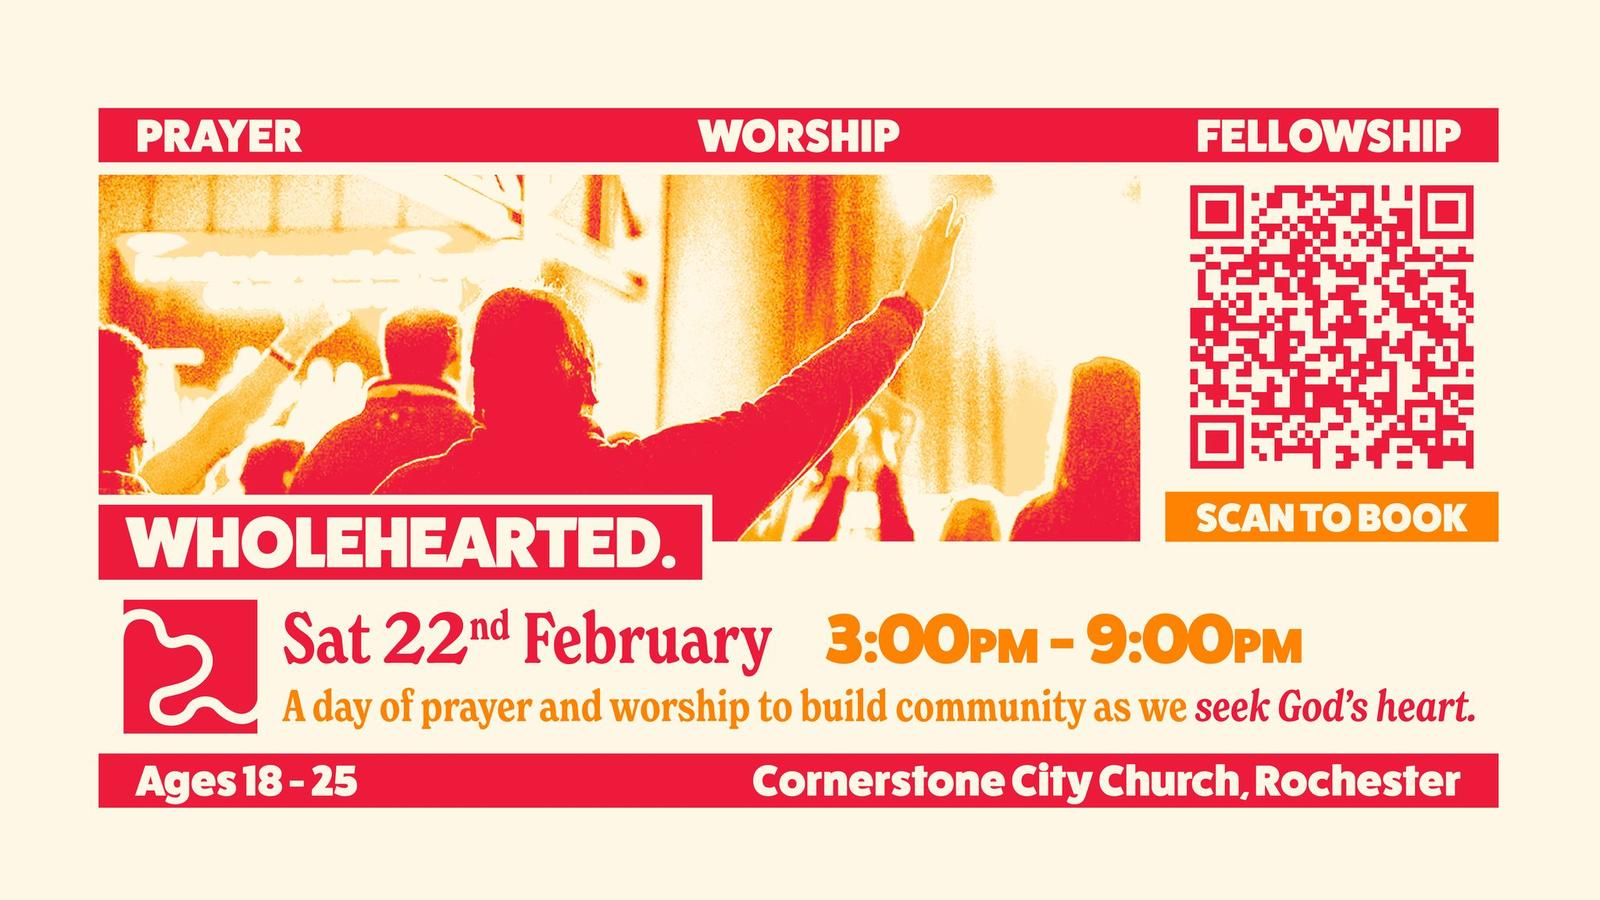 PRAYER WORSHIP FELLOWSHIP
SCAN TO BOOK
WHOLEHEARTED.
Sat 22nd February 3:00PM - 9:00PM
A day of prayer and worship to build community as we seek God's heart.
Ages 18 - 25 Cornerstone City Church, Rochester